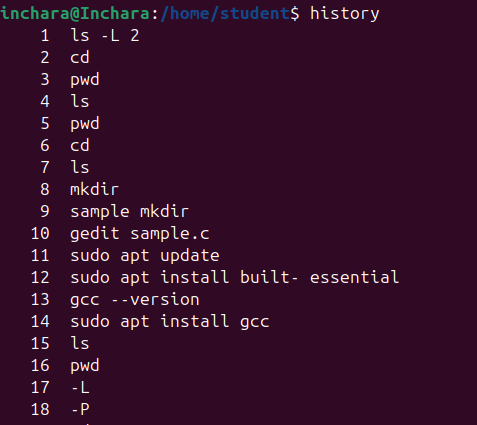 inchara@Inchara:/home/student$ history
1 ls -L 2
2 cd
3 pwd
4 ls
5 pwd
6 cd
7 ls
8 mkdir
9 sample mkdir
10 gedit sample.c
11 sudo apt update
12 sudo apt install built- essential
13 gcc --version
14 sudo apt install gcc
15 ls
16 pwd
17 -L
18 -P